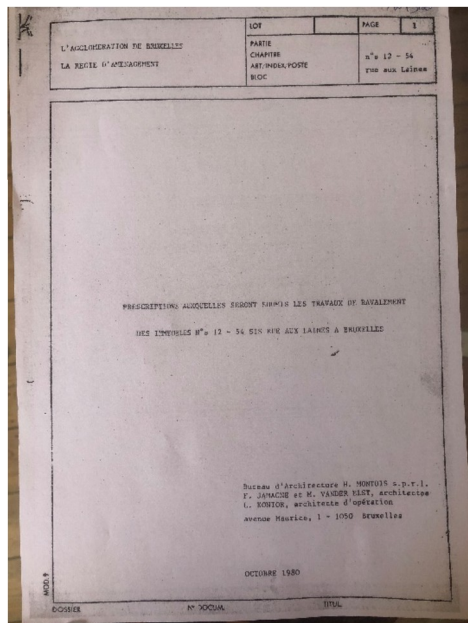 L'AGGLOMERATION DE BRUXELLES
LA REGIE D'AMENAGEMENT
LOT
PAGE 1
PARTIE
CHAPITRE
ART/INDEX/POSTE
BLOC
n°s 12 - 54
rue aux Laines
PRESCRIPTIONS AUXQUELLES SERONT SOUMIS LES TRAVAUX DE RAVALEMENT
DES IMMEUBLES N°s 12 - 54 SIS RUE AUX LAINES A BRUXELLES
Bureau d'Architecture H. MONTOIS s.p.r.l.
F. JAMAGNE et M. VANDER ELST, architectes
L. KOHIOR, architecte d'opération
avenue Maurice, 1 - 1050 Bruxelles
OCTOBRE 1980
MOD.9
DOSSIER
N° DOCUM.
TITUL.